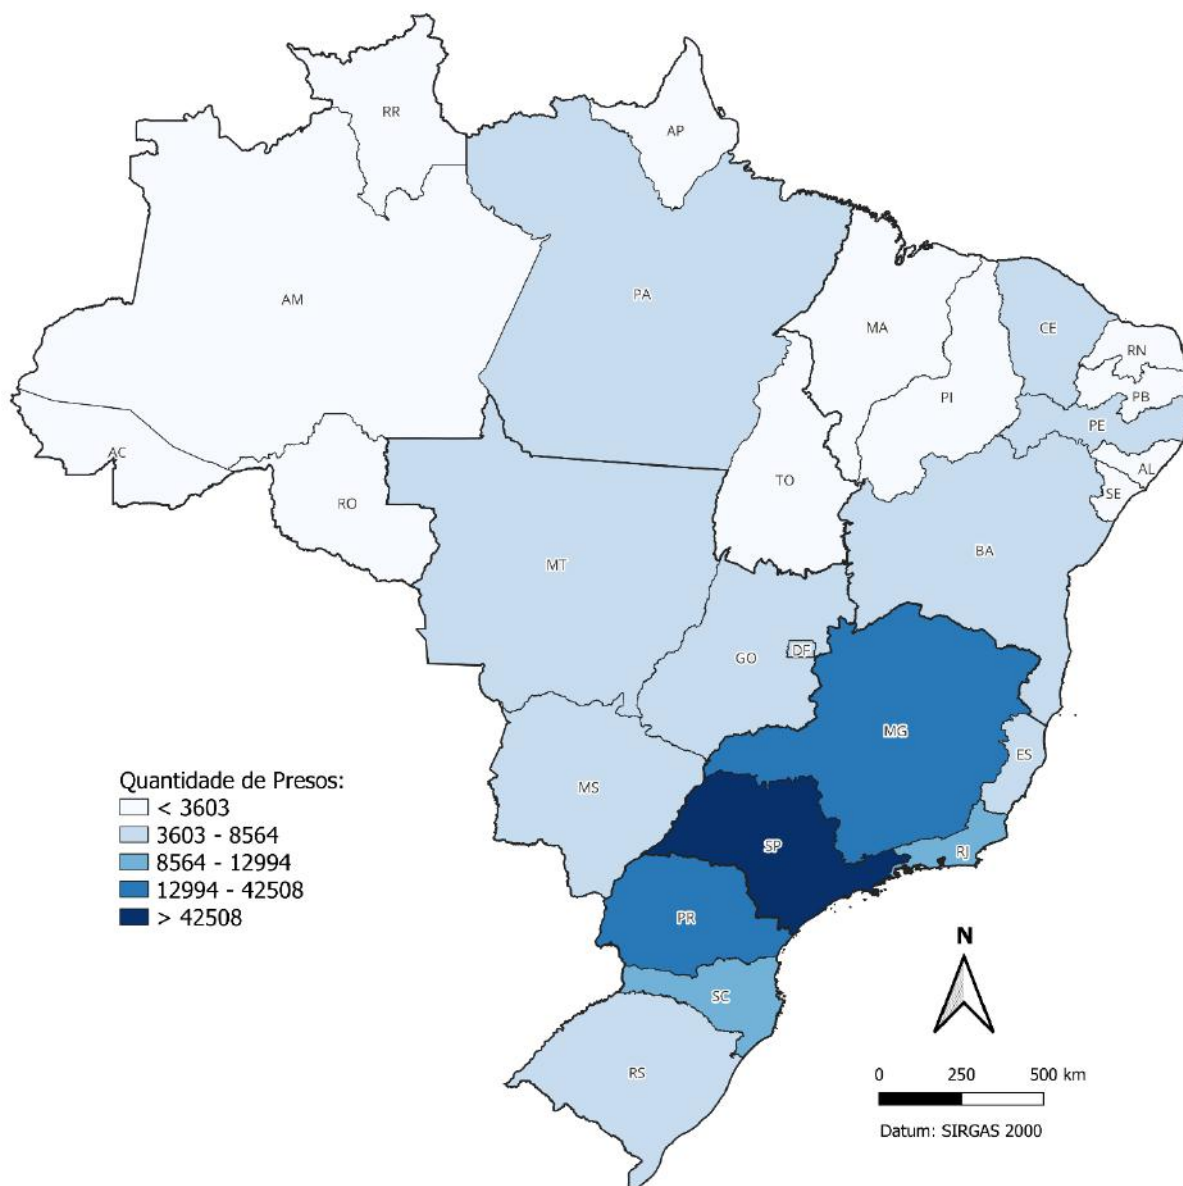 RR
AP
AM
PA
MA
CE
RN
PI
PB
PE
AC
AL
TO
SE
RO
BA
MT
GO
DF
MG
ES
MS
Quantidade de Presos:
< 3603
3603 - 8564
8564 - 12994
12994 - 42508
> 42508
SP
RJ
PR
SC
N
RS
0 250 500 km
Datum: SIRGAS 2000